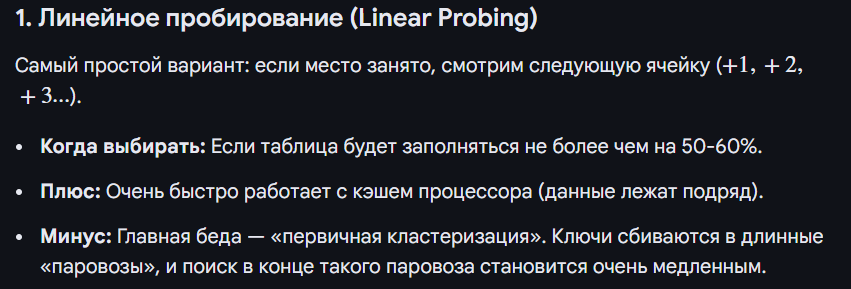 1. Линейное пробирование (Linear Probing)
Самый простой вариант: если место занято, смотрим следующую ячейку (+1, +2,
+3...).
• Когда выбирать: Если таблица будет заполняться не более чем на 50-60%.
• Плюс: Очень быстро работает с кэшем процессора (данные лежат подряд).
• Минус: Главная беда — «первичная кластеризация». Ключи сбиваются в длинные
«паровозы», и поиск в конце такого паровоза становится очень медленным.